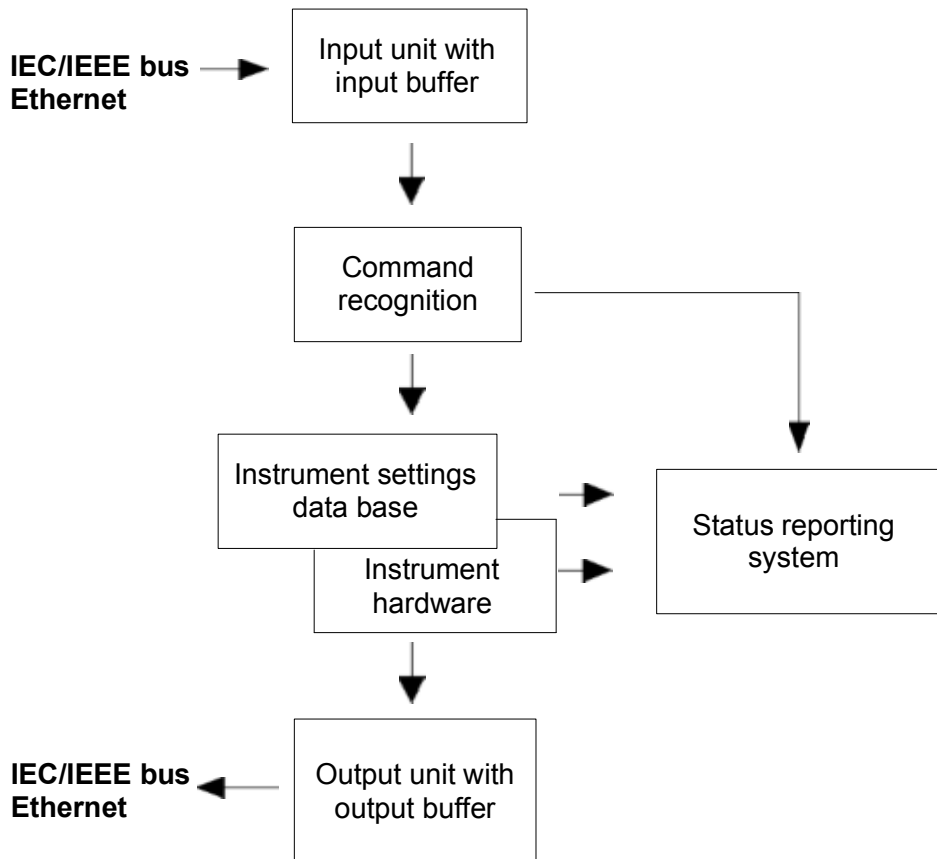 IEC/IEEE bus
Ethernet
Input unit with
input buffer
Command
recognition
Instrument settings
data base
Instrument
hardware
Status reporting
system
IEC/IEEE bus
Ethernet
Output unit with
output buffer